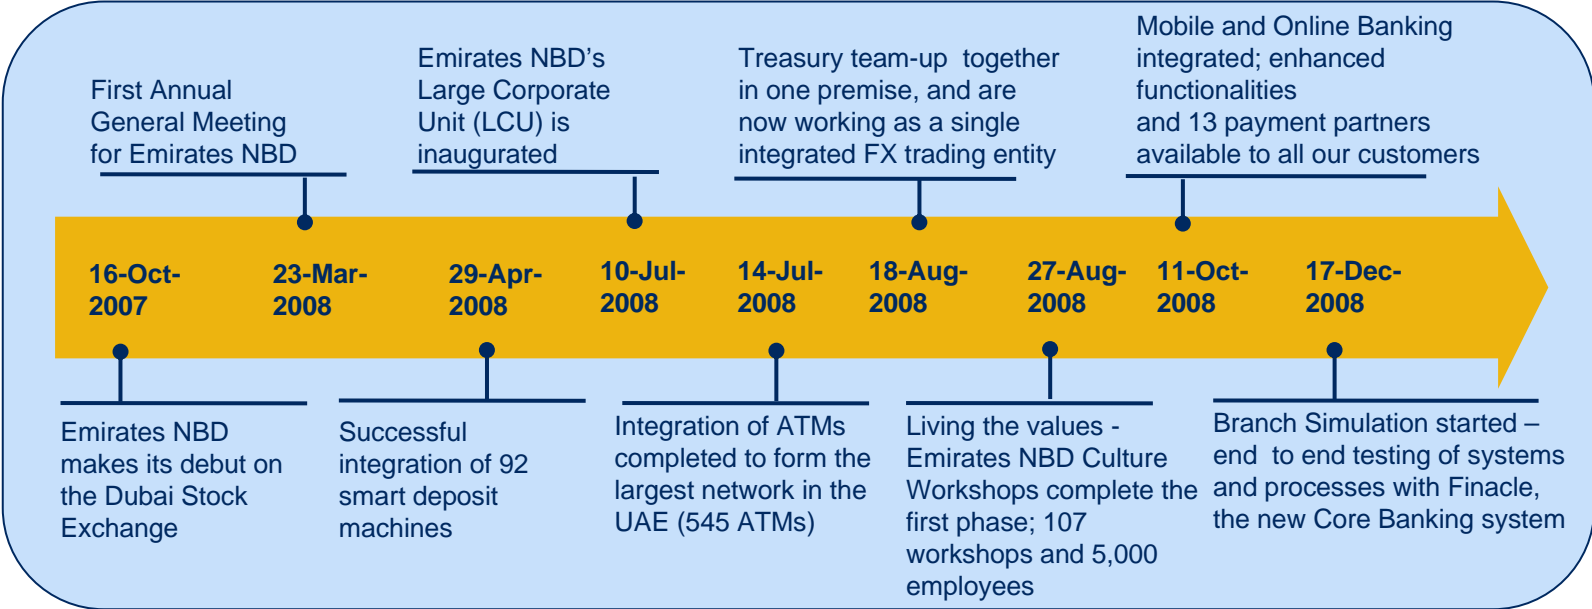 First Annual
General Meeting
for Emirates NBD
Emirates NBD’s
Large Corporate
Unit (LCU) is
inaugurated
Treasury team-up  together
in one premise, and are
now working as a single
integrated FX trading entity
Mobile and Online Banking
integrated; enhanced
functionalities
and 13 payment partners
available to all our customers
16-Oct-
2007
23-Mar-
2008
29-Apr-
2008
10-Jul-
2008
14-Jul-
2008
18-Aug-
2008
27-Aug-
2008
11-Oct-
2008
17-Dec-
2008
Emirates NBD
makes its debut on
the Dubai Stock
Exchange
Successful
integration of 92
smart deposit
machines
Integration of ATMs
completed to form the
largest network in the
UAE (545 ATMs)
Living the values -
Emirates NBD Culture
Workshops complete the
first phase; 107
workshops and 5,000
employees
Branch Simulation started –
end  to end testing of systems
and processes with Finacle,
the new Core Banking system